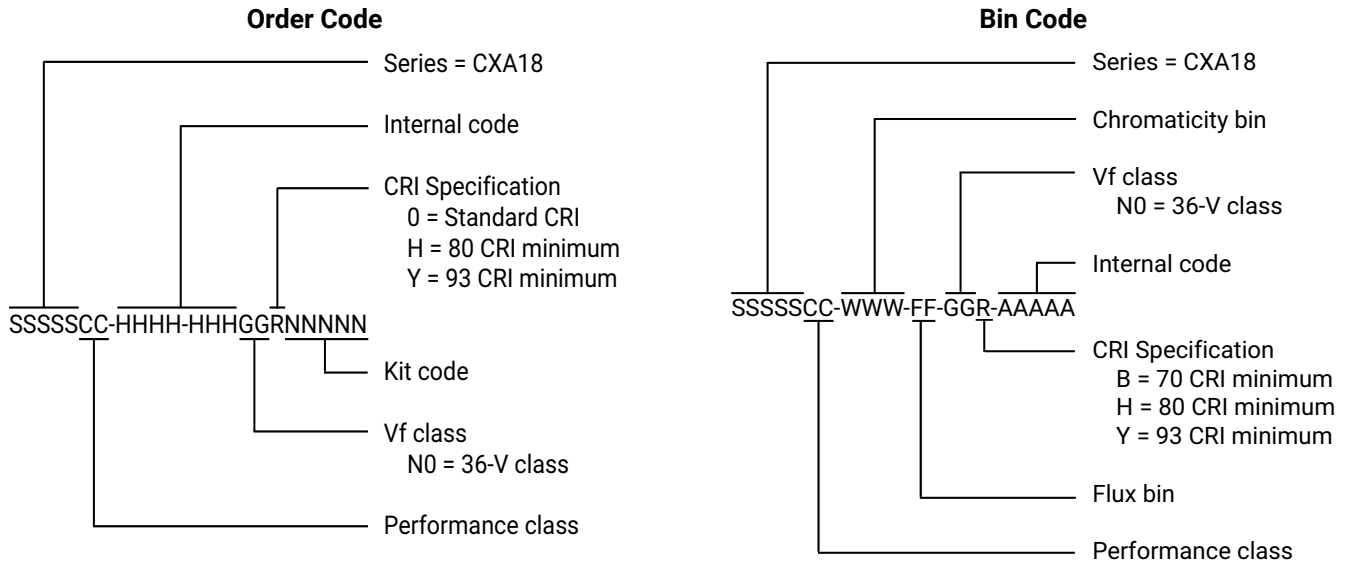 Order Code
Series = CXA18
Internal code
CRI Specification
0 = Standard CRI
H = 80 CRI minimum
Y = 93 CRI minimum
SSSSSCC-HHHH-HHHGGRNNNNN
Kit code
Vf class
N0 = 36-V class
Performance class
Bin Code
Series = CXA18
Chromaticity bin
Vf class
N0 = 36-V class
Internal code
SSSSSCC-WWW-FF-GGR-AAAAA
CRI Specification
B = 70 CRI minimum
H = 80 CRI minimum
Y = 93 CRI minimum
Flux bin
Performance class